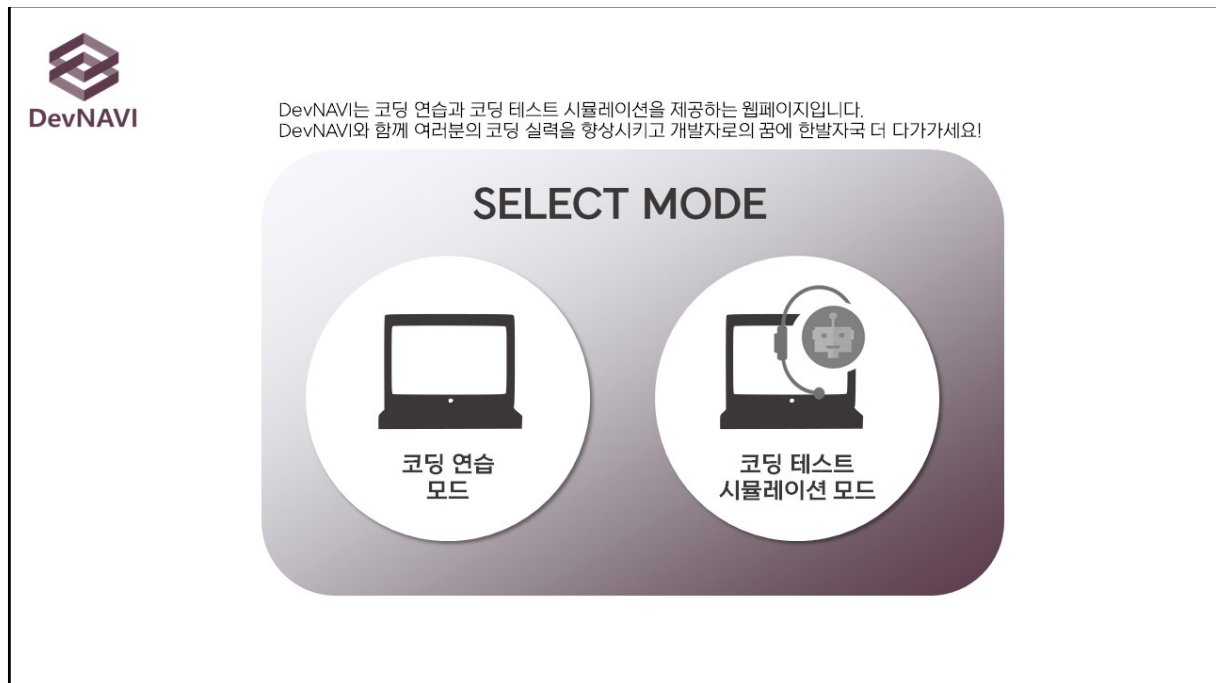 DevNAVI
DevNAVI는 코딩 연습과 코딩 테스트 시뮬레이션을 제공하는 웹페이지입니다.
DevNAVI와 함께 여러분의 코딩 실력을 향상시키고 개발자로의 꿈에 한발자국 더 다가가세요!
SELECT MODE
코딩 연습
모드
코딩 테스트
시뮬레이션 모드